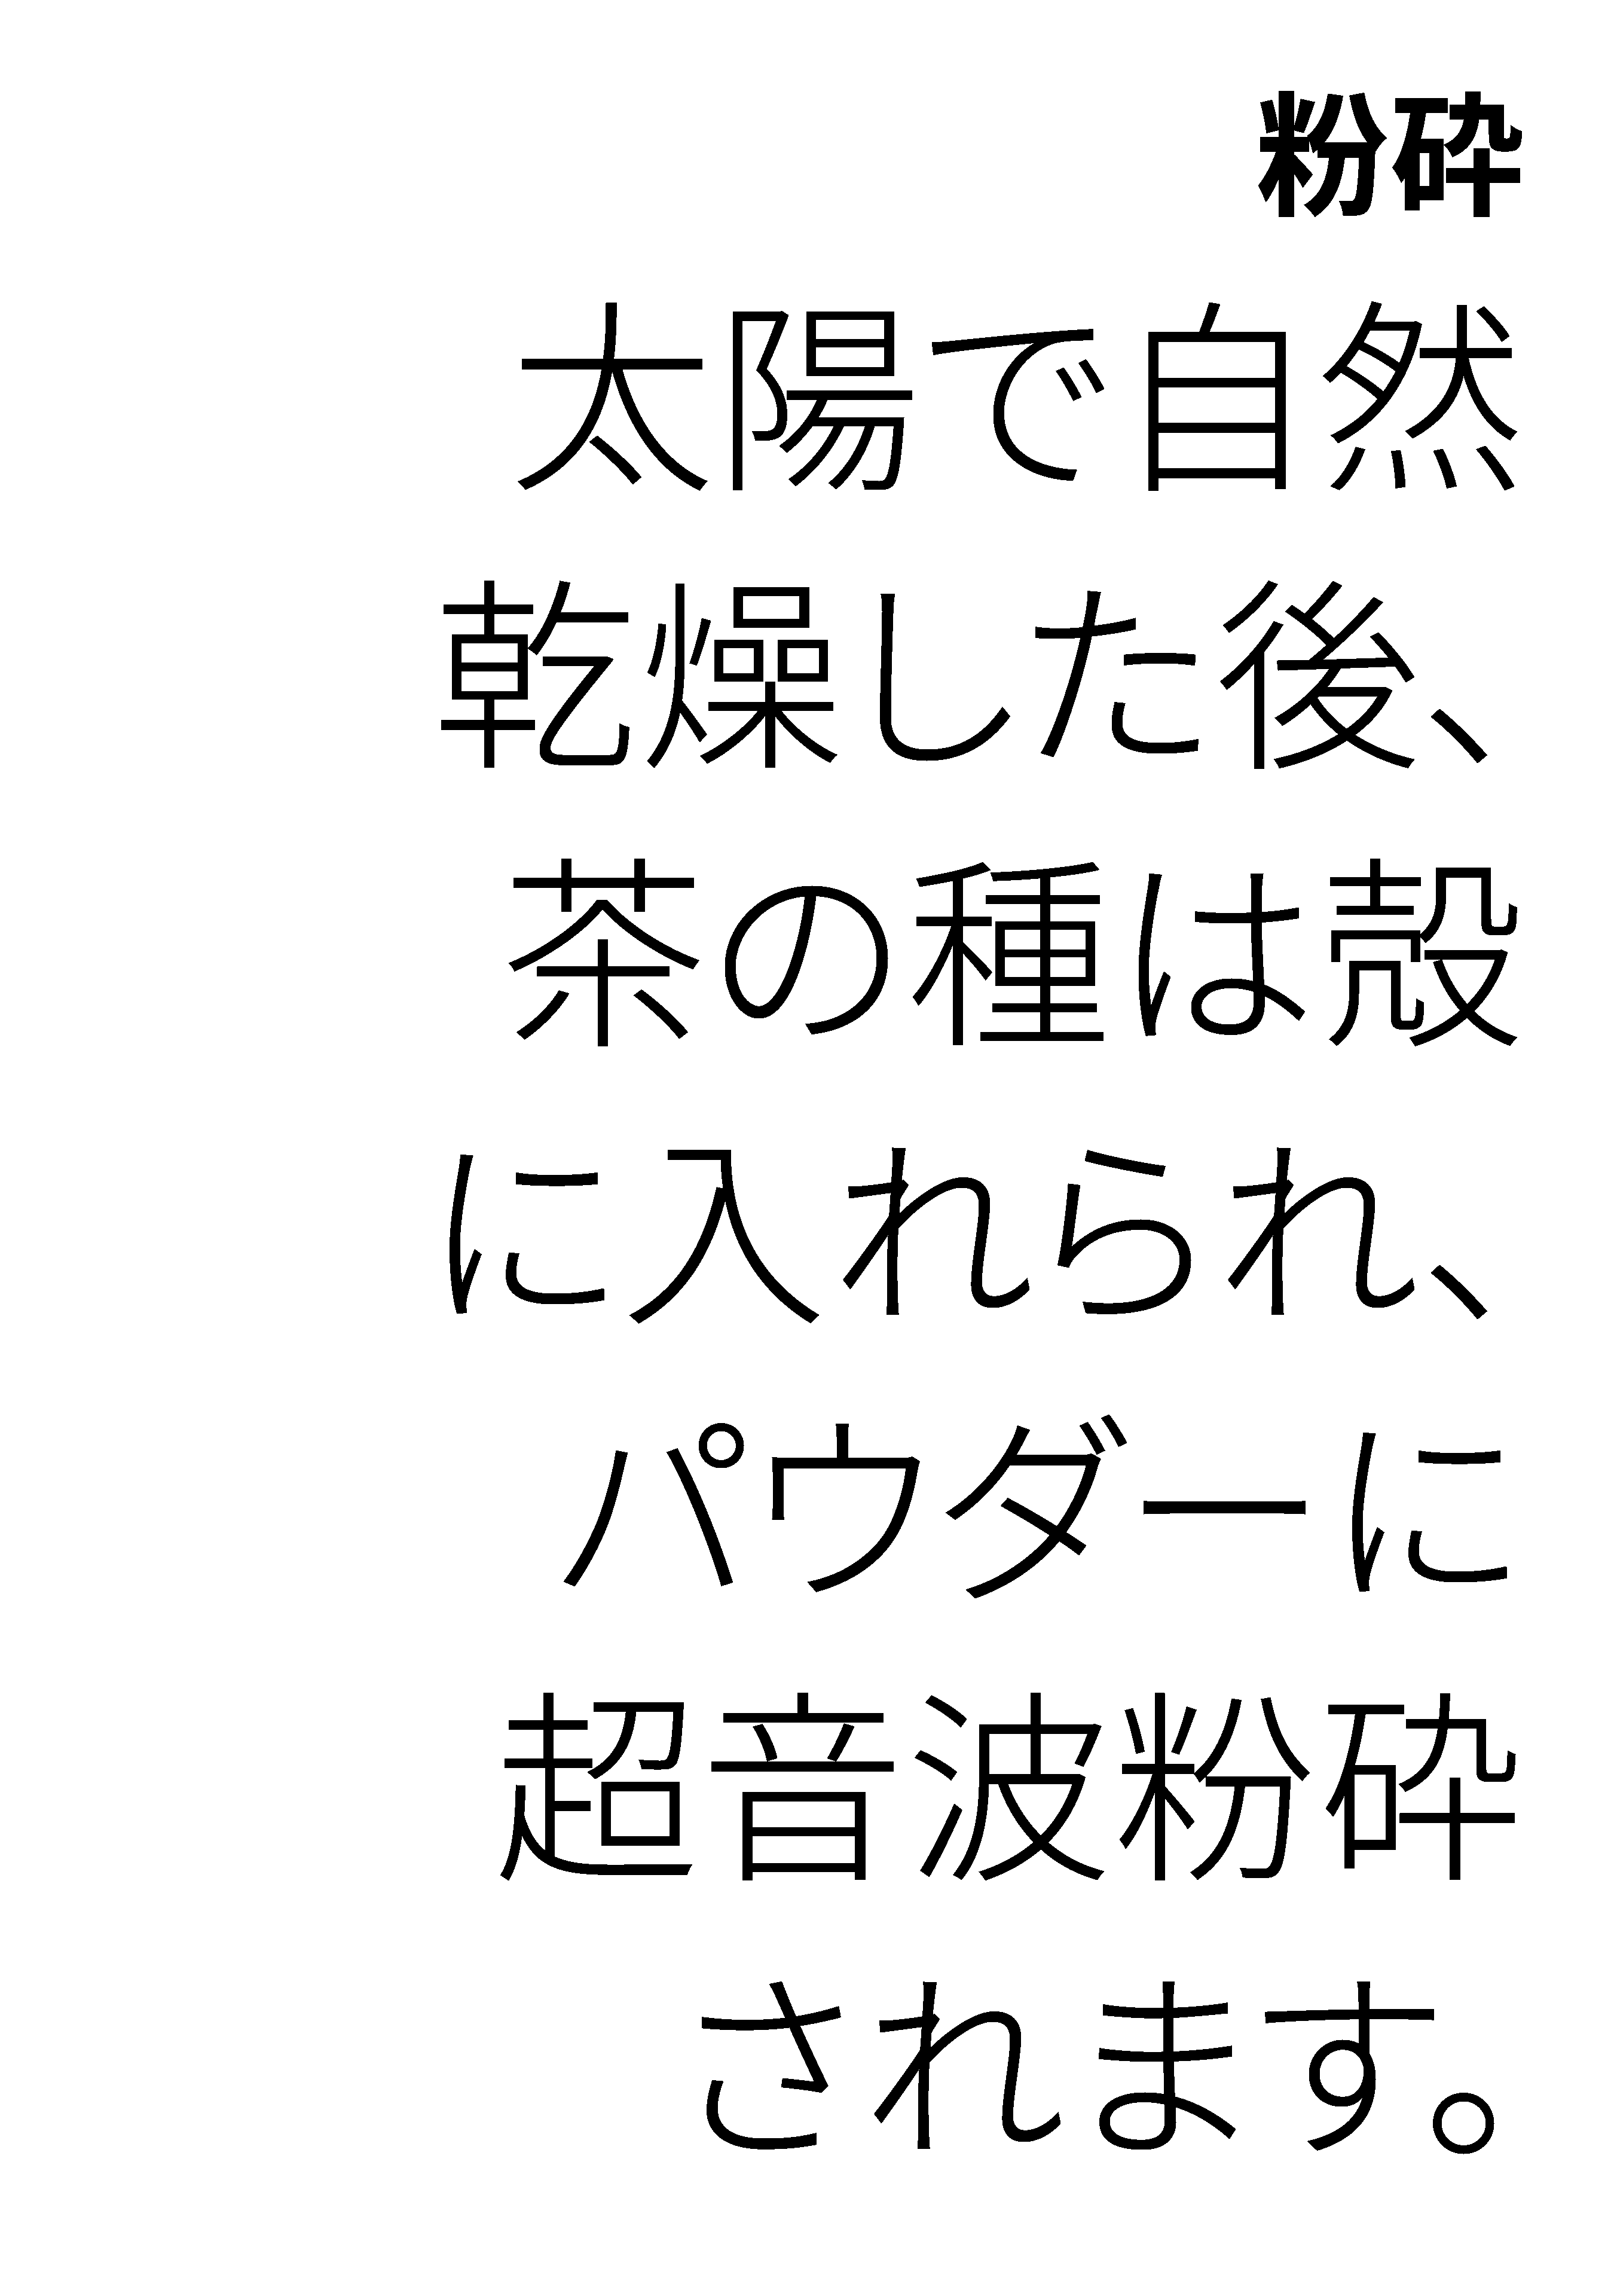 粉砕
太陽で自然
乾燥した後、
茶の種は殻
に入れられ、
パウダーに
超音波粉砕
されます。